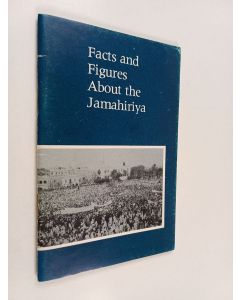 Facts and
Figures
About the
Jamahiriya